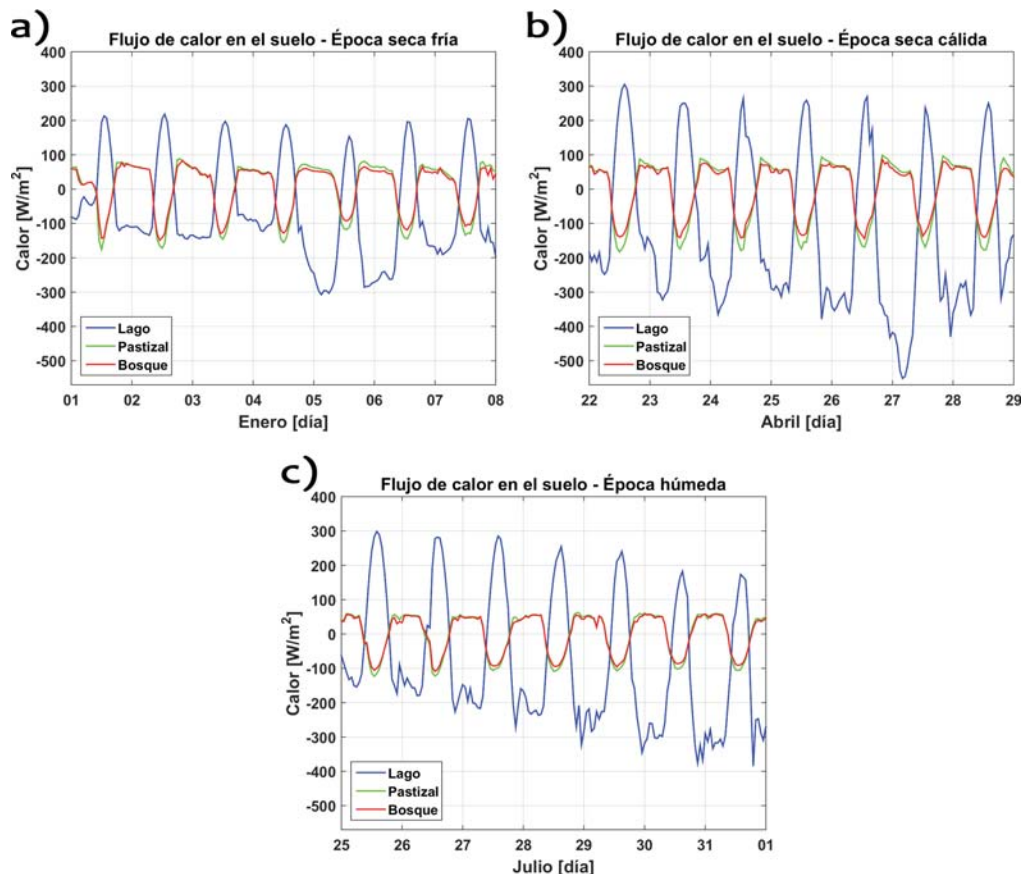 a)
Flujo de calor en el suelo - Época seca fría
400
300
200
100
0
-100
-200
-300
-400
-500
Calor [W/m²]
Lago
Pastizal
Bosque
01 02 03 04 05 06 07 08
Enero [día]
b)
Flujo de calor en el suelo - Época seca cálida
400
300
200
100
0
-100
-200
-300
-400
-500
Calor [W/m²]
Lago
Pastizal
Bosque
22 23 24 25 26 27 28 29
Abril [día]
c)
Flujo de calor en el suelo - Época húmeda
400
300
200
100
0
-100
-200
-300
-400
-500
Calor [W/m²]
Lago
Pastizal
Bosque
25 26 27 28 29 30 31 01
Julio [día]